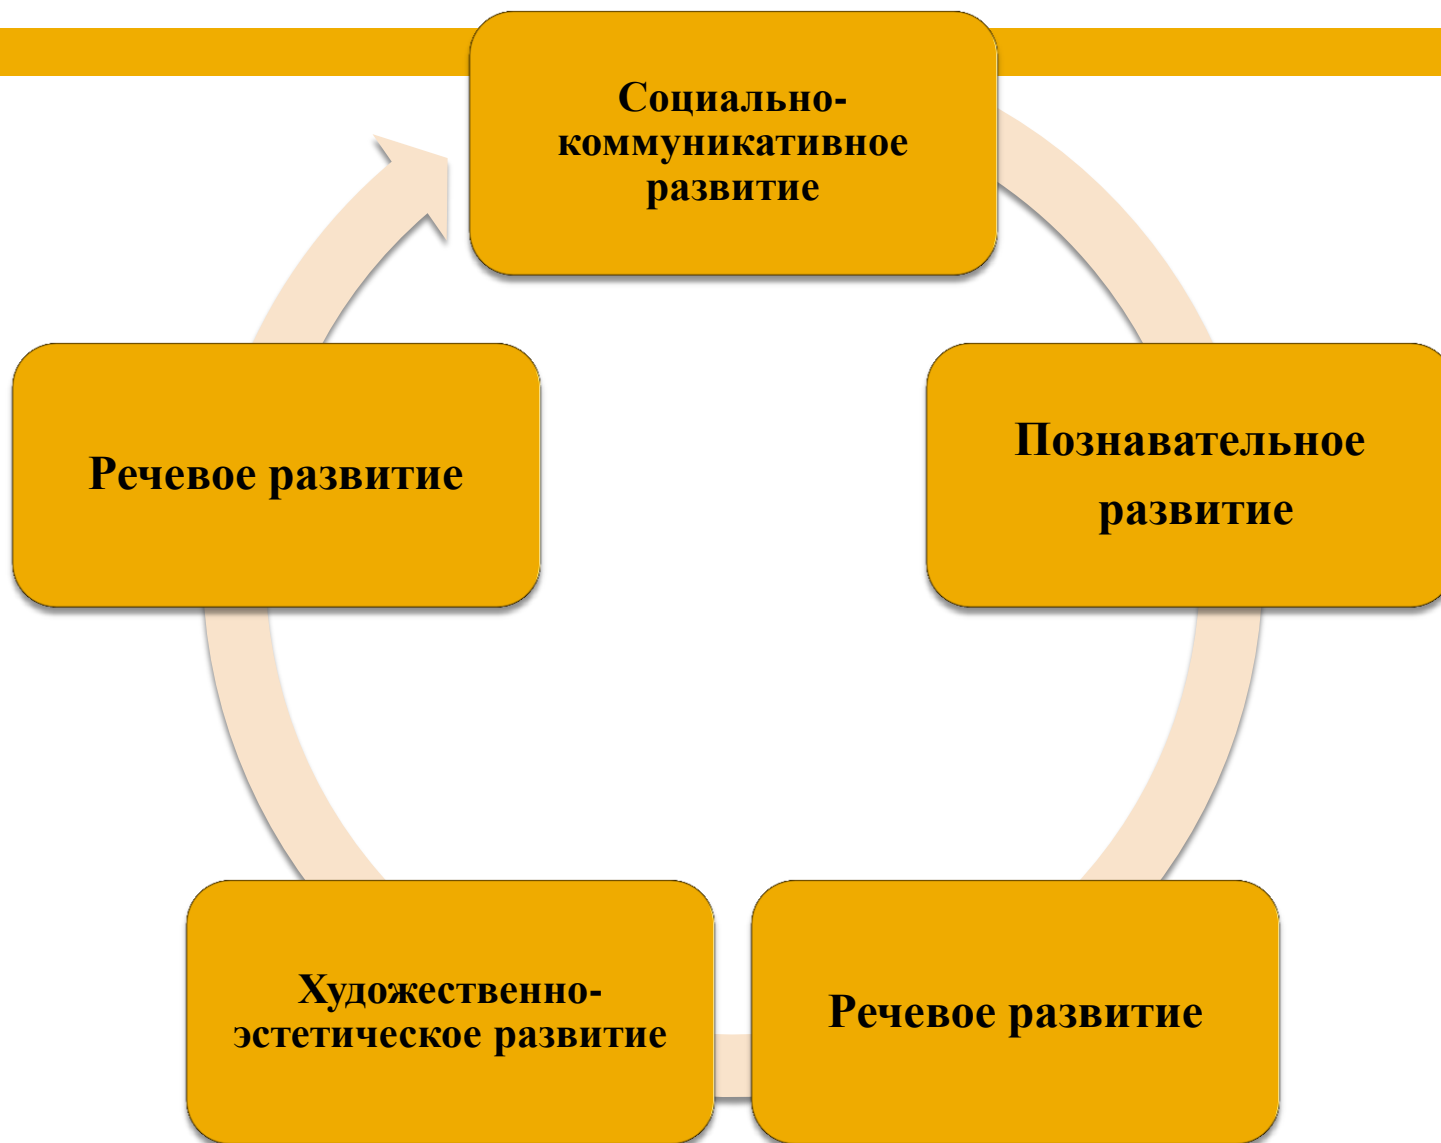 Социально-
коммуникативное
развитие
Познавательное
развитие
Речевое развитие
Художественно-
эстетическое развитие
Речевое развитие